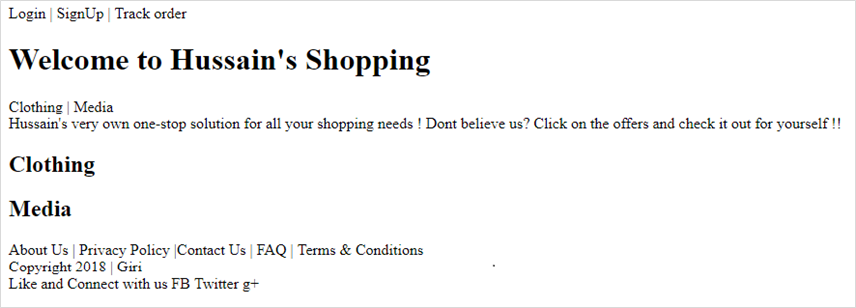 Login | SignUp | Track order
Welcome to Hussain's Shopping
Clothing | Media
Hussain's very own one-stop solution for all your shopping needs ! Dont believe us? Click on the offers and check it out for yourself !!
Clothing
Media
About Us | Privacy Policy |Contact Us | FAQ | Terms & Conditions
Copyright 2018 | Giri
Like and Connect with us FB Twitter g+